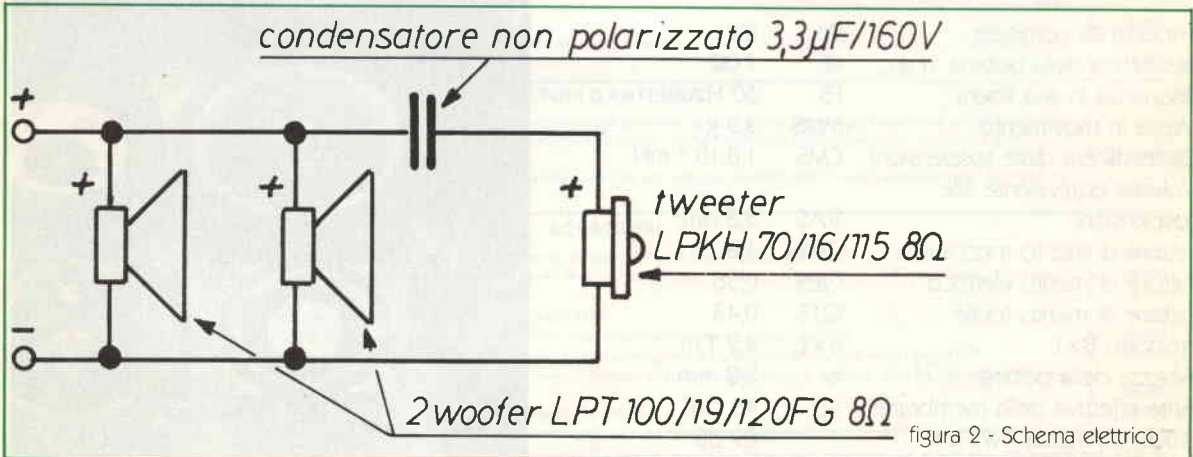 condensatore non polarizzato 3,3µF/160V
+
+
+
+
tweeter
LPKH 70/16/115 8Ω
-
2 woofer LPT 100/19/120FG 8Ω
figura 2 - Schema elettrico